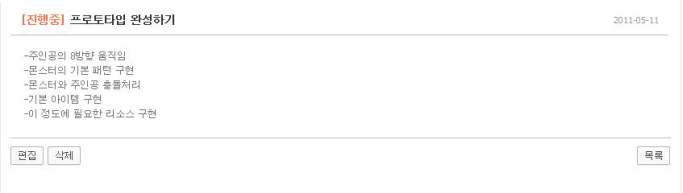 [진행중] 프로토타입 완성하기 2011-05-11
-주인공의 8방향 움직임
-몬스터의 기본 패턴 구현
-몬스터와 주인공 충돌처리
-기본 아이템 구현
-이 정도에 필요한 리소스 구현
편집 삭제 목록